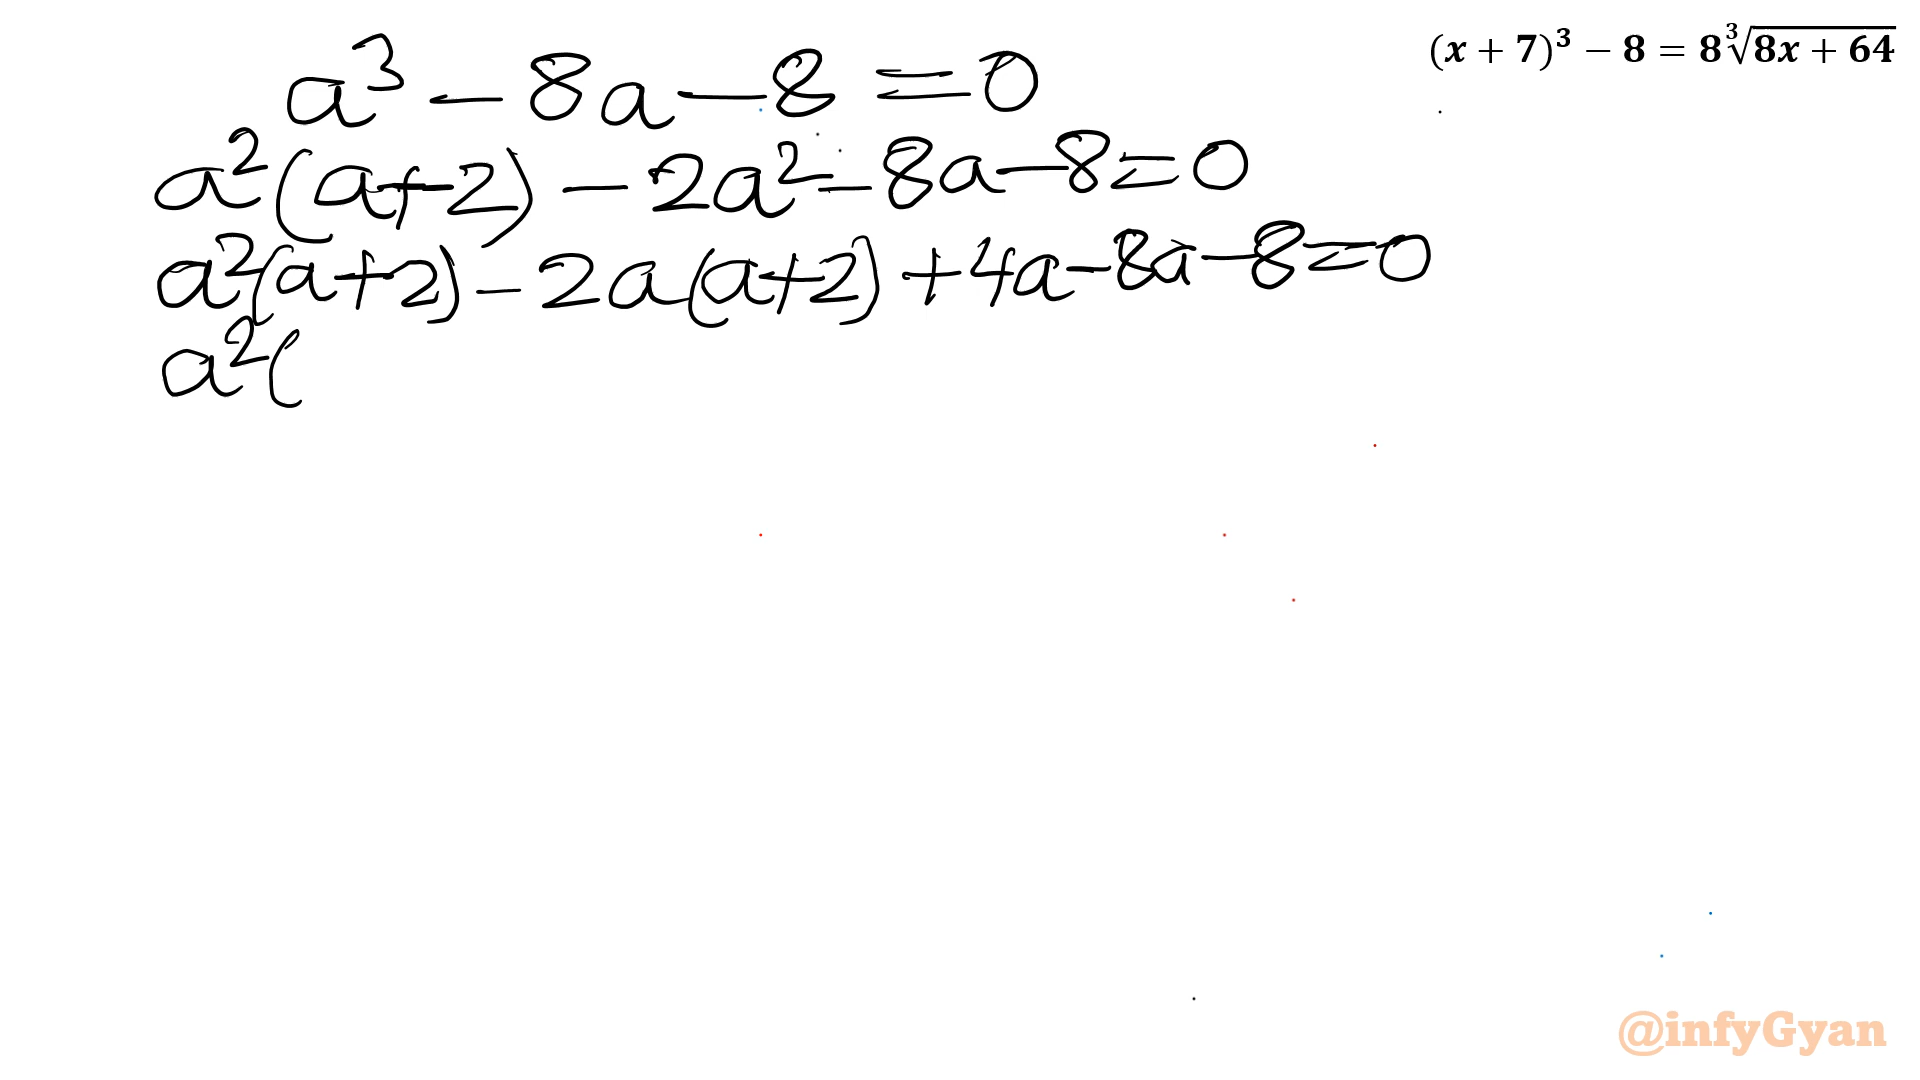 (x + 7)³ − 8 = 8∛(8x + 64)
a³ − 8a − 8 = 0
a²(a+2) − 2a² − 8a − 8 = 0
a²(a+2) − 2a(a+2) + 4a − 8a − 8 = 0
a²(
@infyGyan